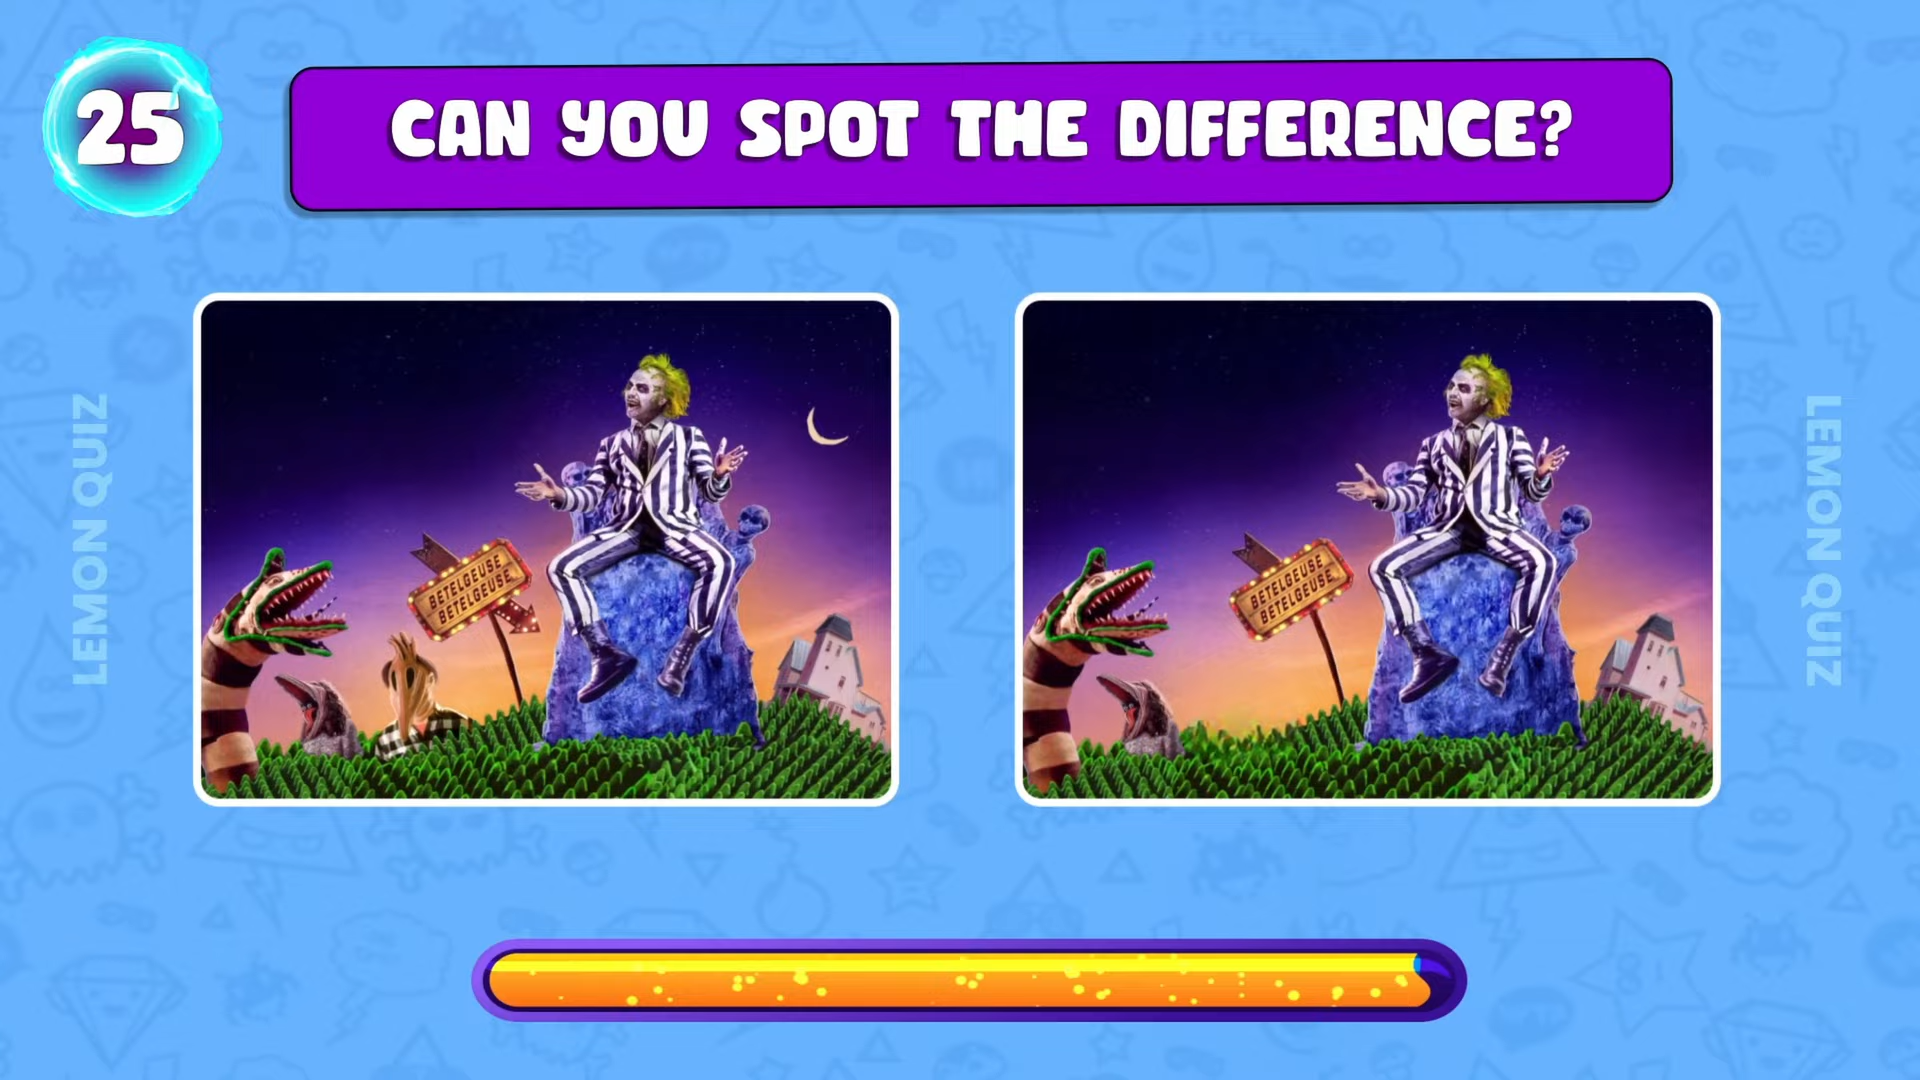 25
CAN YOU SPOT THE DIFFERENCE?
LEMON QUIZ
BETELGEUSE
BETELGEUSE
BETELGEUSE
BETELGEUSE
LEMON QUIZ